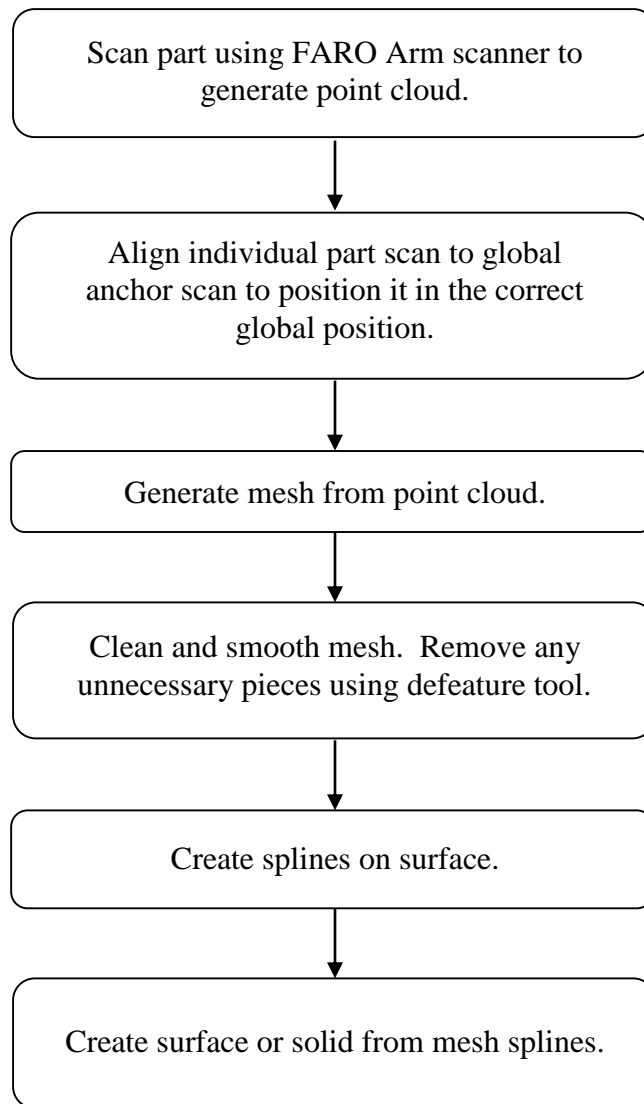 Scan part using FARO Arm scanner to
generate point cloud.
Align individual part scan to global
anchor scan to position it in the correct
global position.
Generate mesh from point cloud.
Clean and smooth mesh.  Remove any
unnecessary pieces using defeature tool.
Create splines on surface.
Create surface or solid from mesh splines.